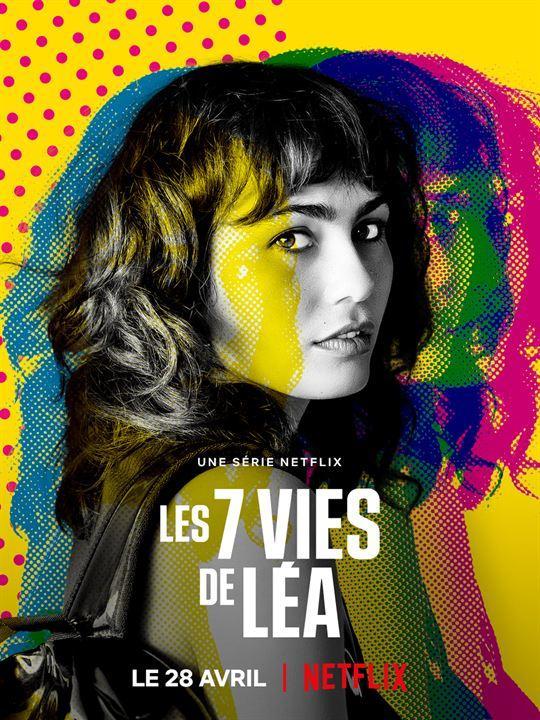 UNE SÉRIE NETFLIX
LES 7 VIES
DE LÉA
LE 28 AVRIL | NETFLIX